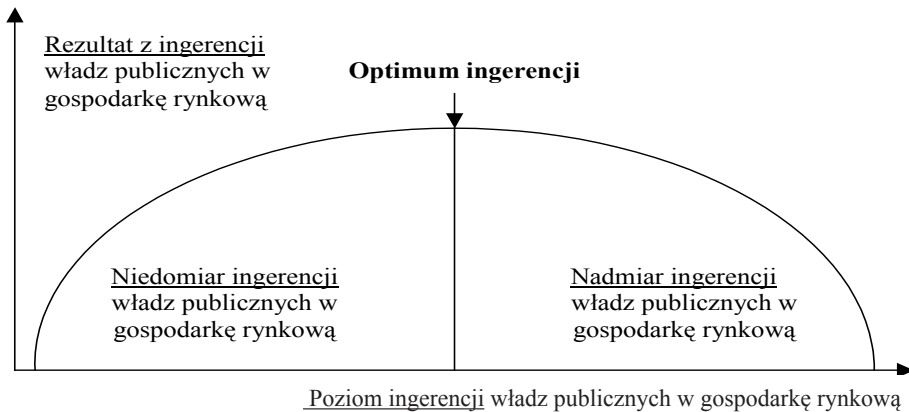 Rezultat z ingerencji
władz publicznych w
gospodarkę rynkową
Optimum ingerencji
Niedomiar ingerencji
władz publicznych w
gospodarkę rynkową
Nadmiar ingerencji
władz publicznych w
gospodarkę rynkową
Poziom ingerencji władz publicznych w gospodarkę rynkową